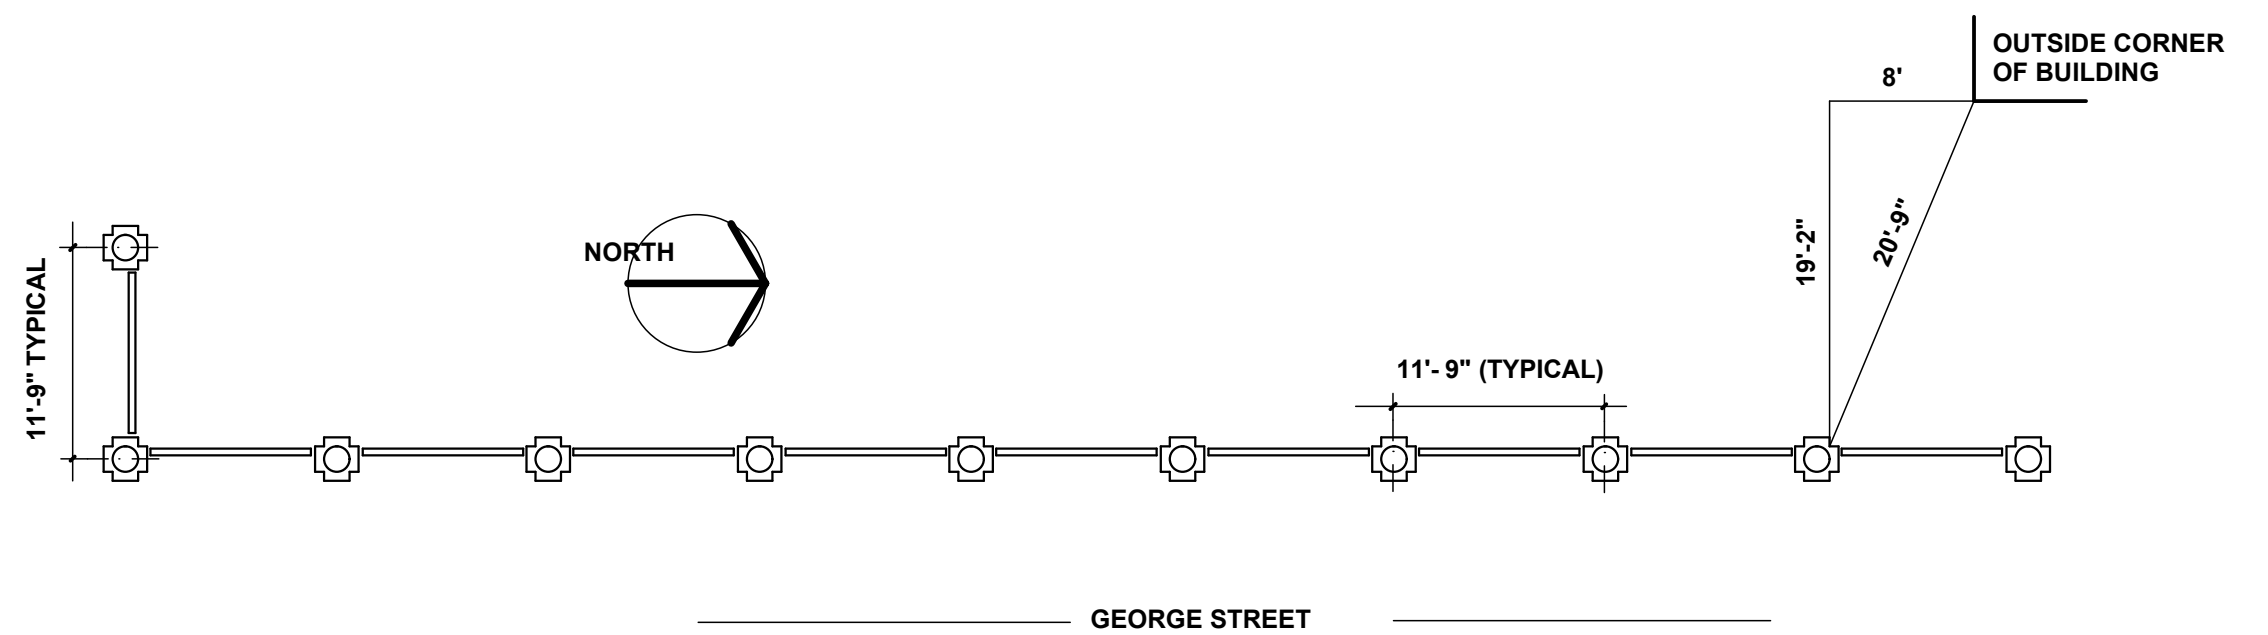 OUTSIDE CORNER
OF BUILDING
8'
19'-2"
20'-9"
NORTH
11'-9" TYPICAL
11'- 9" (TYPICAL)
GEORGE STREET